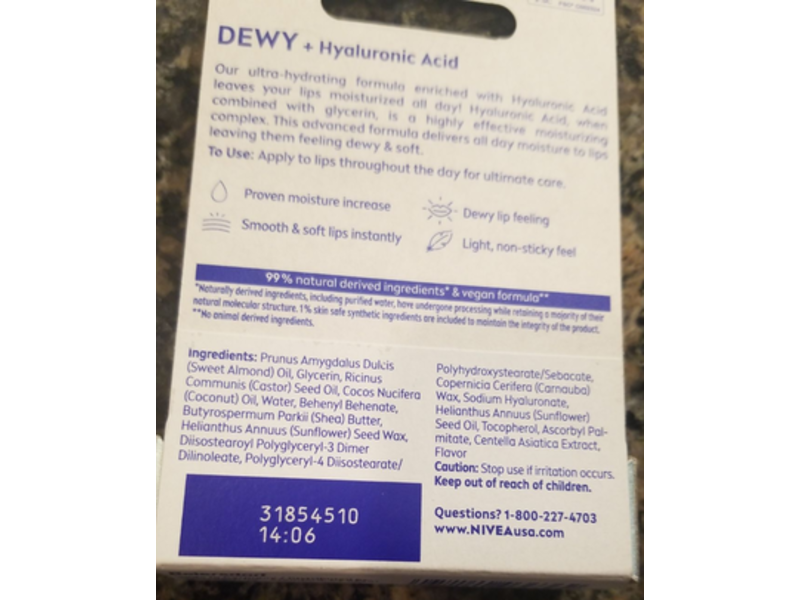 DEWY + Hyaluronic Acid
Our ultra-hydrating formula enriched with Hyaluronic Acid
leaves your lips moisturized all day! Hyaluronic Acid, when
combined with glycerin, is a highly effective moisturizing
complex. This advanced formula delivers all day moisture to lips
leaving them feeling dewy & soft.
To Use: Apply to lips throughout the day for ultimate care.
Proven moisture increase
Dewy lip feeling
Smooth & soft lips instantly
Light, non-sticky feel
99% natural derived ingredients* & vegan formula**
*Naturally derived ingredients, including purified water, have undergone processing while retaining a majority of their
natural molecular structure. 1% skin safe synthetic ingredients are included to maintain the integrity of the product.
**No animal derived ingredients.
Ingredients: Prunus Amygdalus Dulcis
(Sweet Almond) Oil, Glycerin, Ricinus
Communis (Castor) Seed Oil, Cocos Nucifera
(Coconut) Oil, Water, Behenyl Behenate,
Butyrospermum Parkii (Shea) Butter,
Helianthus Annuus (Sunflower) Seed Wax,
Diisostearoyl Polyglyceryl-3 Dimer
Dilinoleate, Polyglyceryl-4 Diisostearate/
Polyhydroxystearate/Sebacate,
Copernicia Cerifera (Carnauba)
Wax, Sodium Hyaluronate,
Helianthus Annuus (Sunflower)
Seed Oil, Tocopherol, Ascorbyl Pal-
mitate, Centella Asiatica Extract,
Flavor
Caution: Stop use if irritation occurs.
Keep out of reach of children.
31854510
14:06
Questions? 1-800-227-4703
www.NIVEAusa.com